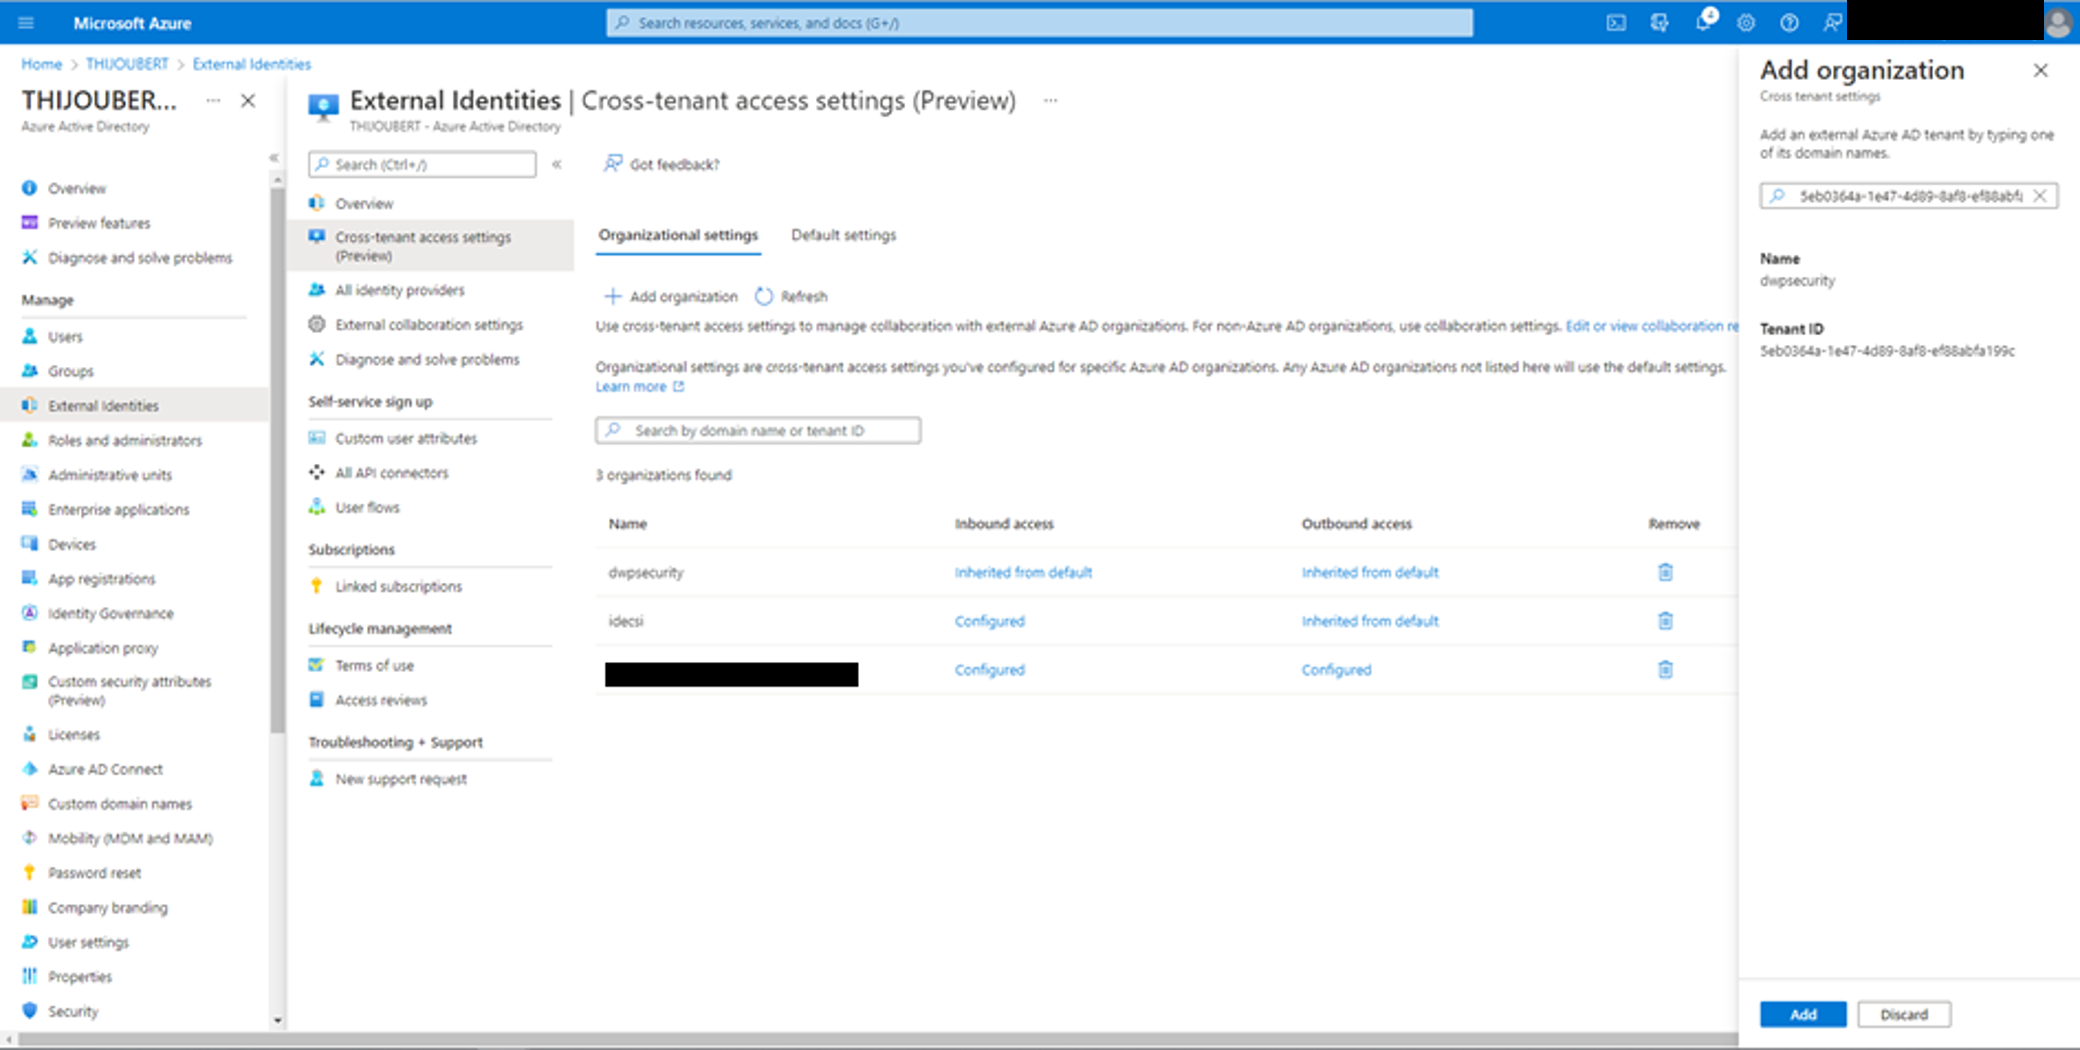 Microsoft Azure
Search resources, services, and docs (G+/)
4
Home > THIJOUBERT > External Identities
THIJOUBER... ... ×
Azure Active Directory
«
Overview
Preview features
Diagnose and solve problems
Manage
Users
Groups
External Identities
Roles and administrators
Administrative units
Enterprise applications
Devices
App registrations
Identity Governance
Application proxy
Custom security attributes
(Preview)
Licenses
Azure AD Connect
Custom domain names
Mobility (MDM and MAM)
Password reset
Company branding
User settings
Properties
Security
External Identities | Cross-tenant access settings (Preview) ...
THIJOUBERT - Azure Active Directory
Search (Ctrl+/) «
Overview
Cross-tenant access settings
(Preview)
All identity providers
External collaboration settings
Diagnose and solve problems
Self-service sign up
Custom user attributes
All API connectors
User flows
Subscriptions
Linked subscriptions
Lifecycle management
Terms of use
Access reviews
Troubleshooting + Support
New support request
Got feedback?
Organizational settings Default settings
+ Add organization Refresh
Use cross-tenant access settings to manage collaboration with external Azure AD organizations. For non-Azure AD organizations, use collaboration settings. Edit or view collaboration re
Organizational settings are cross-tenant access settings you've configured for specific Azure AD organizations. Any Azure AD organizations not listed here will use the default settings.
Learn more
Search by domain name or tenant ID
3 organizations found
Name Inbound access Outbound access Remove
dwpsecurity Inherited from default Inherited from default
idecsi Configured Inherited from default
Configured Configured
Add organization ×
Cross tenant settings
Add an external Azure AD tenant by typing one
of its domain names.
5eb0364a-1e47-4d89-8af8-ef88abfa ×
Name
dwpsecurity
Tenant ID
5eb0364a-1e47-4d89-8af8-ef88abfa199c
Add Discard